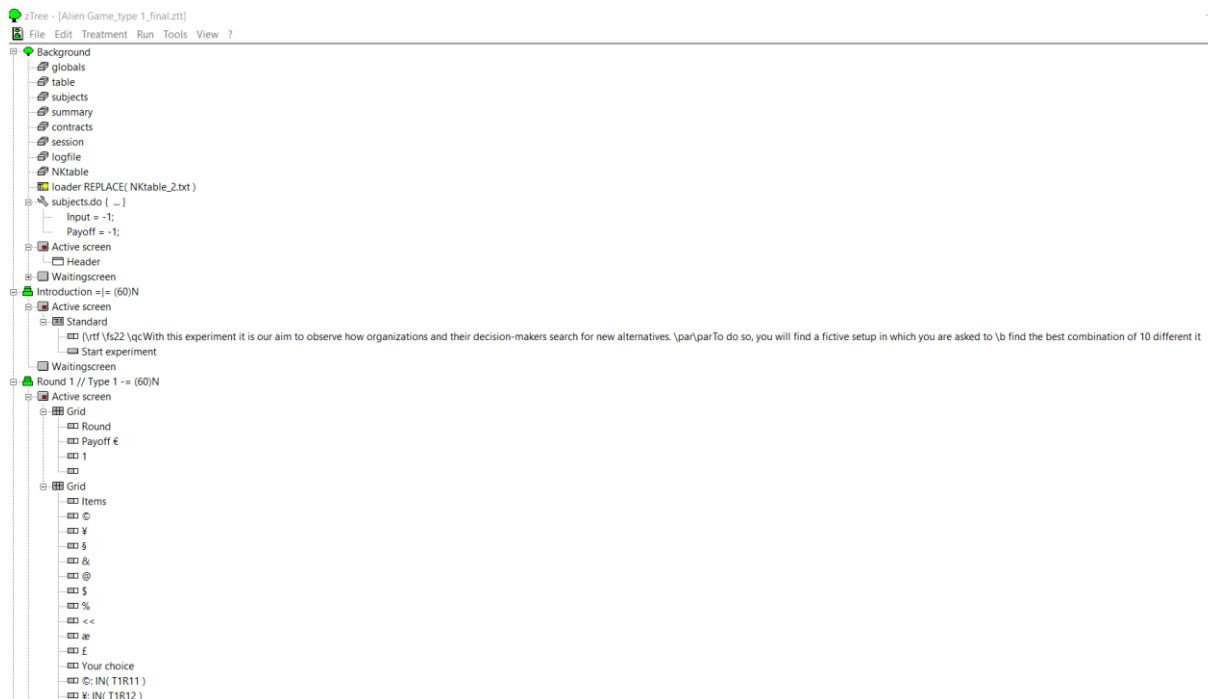 zTree - [Alien Game_type 1_final.ztt]
File Edit Treatment Run Tools View ?
Background
globals
table
subjects
summary
contracts
session
logfile
NKtable
loader REPLACE( NKtable_2.txt )
subjects.do { ... }
Input = -1;
Payoff = -1;
Active screen
Header
Waitingscreen
Introduction =|= (60)N
Active screen
Standard
{\rtf \fs22 \qcWith this experiment it is our aim to observe how organizations and their decision-makers search for new alternatives. \par\parTo do so, you will find a fictive setup in which you are asked to \b find the best combination of 10 different it
Start experiment
Waitingscreen
Round 1 // Type 1 -= (60)N
Active screen
Grid
Round
Payoff €
1
Grid
Items
©
¥
§
&
@
$
%
<<
æ
£
Your choice
©: IN( T1R11 )
¥: IN( T1R12 )